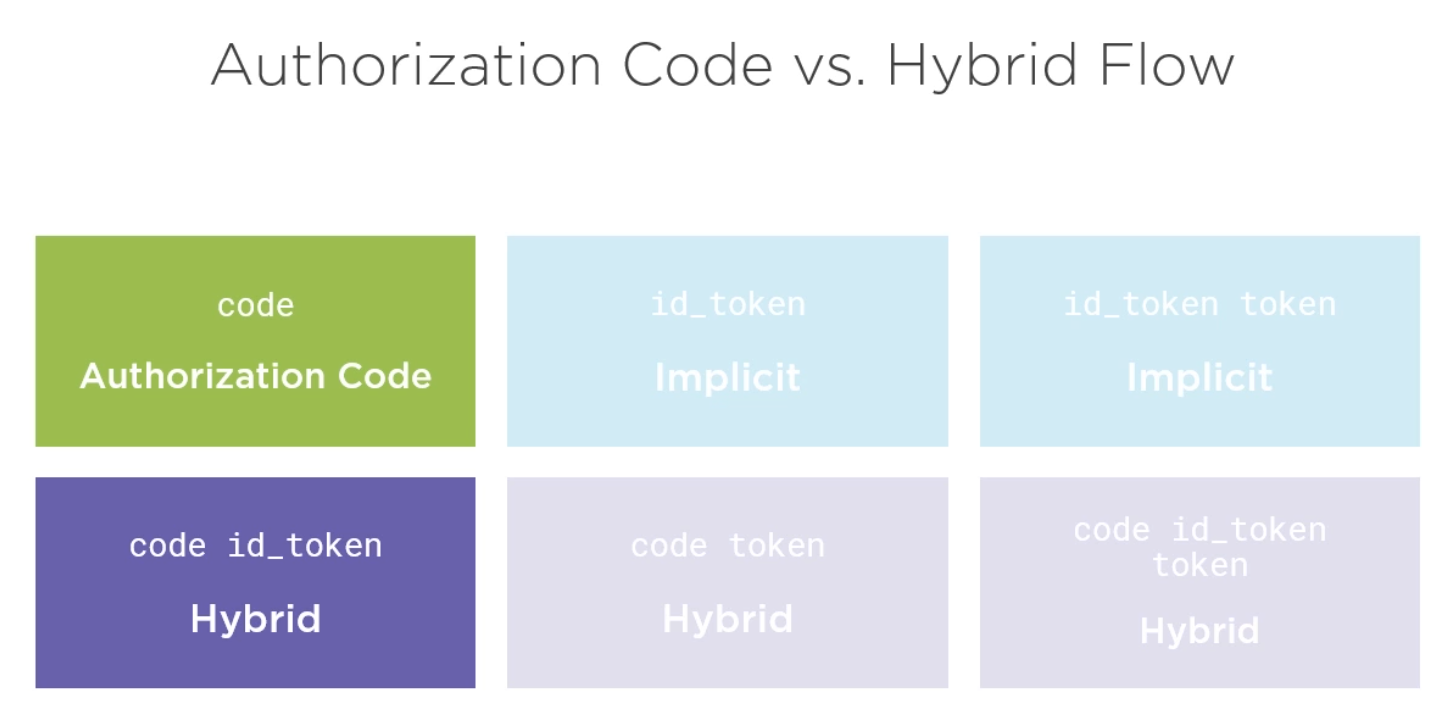 Authorization Code vs. Hybrid Flow
code
Authorization Code
id_token
Implicit
id_token token
Implicit
code id_token
Hybrid
code token
Hybrid
code id_token
token
Hybrid